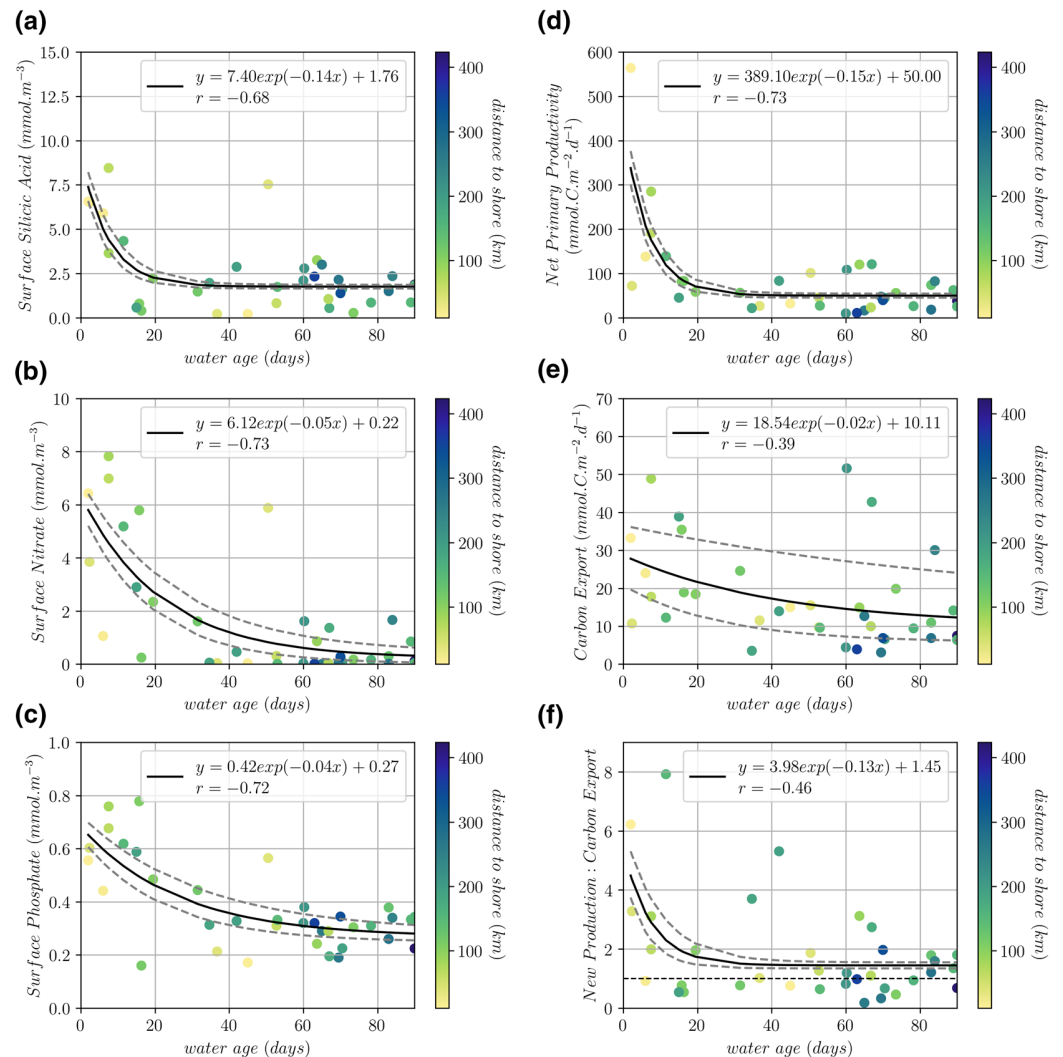 (a)
15.0
12.5
10.0
7.5
5.0
2.5
0.0
Surface Silicic Acid (mmol.m⁻³)
y = 7.40exp(−0.14x) + 1.76
r = −0.68
0 20 40 60 80
water age (days)
400
300
200
100
distance to shore (km)
(d)
600
500
400
300
200
100
0
Net Primary Productivity
(mmol.C.m⁻².d⁻¹)
y = 389.10exp(−0.15x) + 50.00
r = −0.73
0 20 40 60 80
water age (days)
400
300
200
100
distance to shore (km)
(b)
10
8
6
4
2
0
Surface Nitrate (mmol.m⁻³)
y = 6.12exp(−0.05x) + 0.22
r = −0.73
0 20 40 60 80
water age (days)
400
300
200
100
distance to shore (km)
(e)
70
60
50
40
30
20
10
0
Carbon Export (mmol.C.m⁻².d⁻¹)
y = 18.54exp(−0.02x) + 10.11
r = −0.39
0 20 40 60 80
water age (days)
400
300
200
100
distance to shore (km)
(c)
1.0
0.8
0.6
0.4
0.2
0.0
Surface Phosphate (mmol.m⁻³)
y = 0.42exp(−0.04x) + 0.27
r = −0.72
0 20 40 60 80
water age (days)
400
300
200
100
distance to shore (km)
(f)
8
6
4
2
0
New Production : Carbon Export
y = 3.98exp(−0.13x) + 1.45
r = −0.46
0 20 40 60 80
water age (days)
400
300
200
100
distance to shore (km)